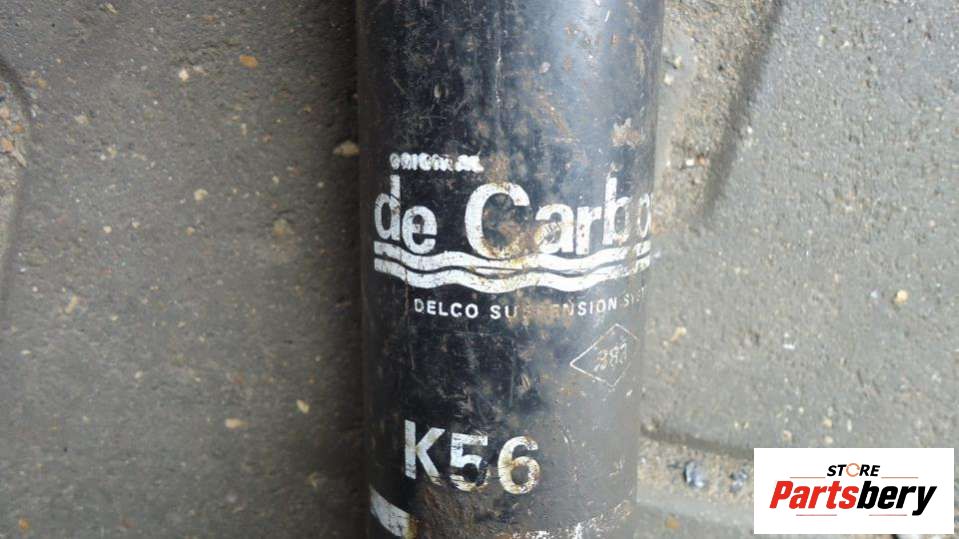 ORIGINAL
de Carbo
DELCO SUSPENSION SYS
K56
STORE
Partsbery